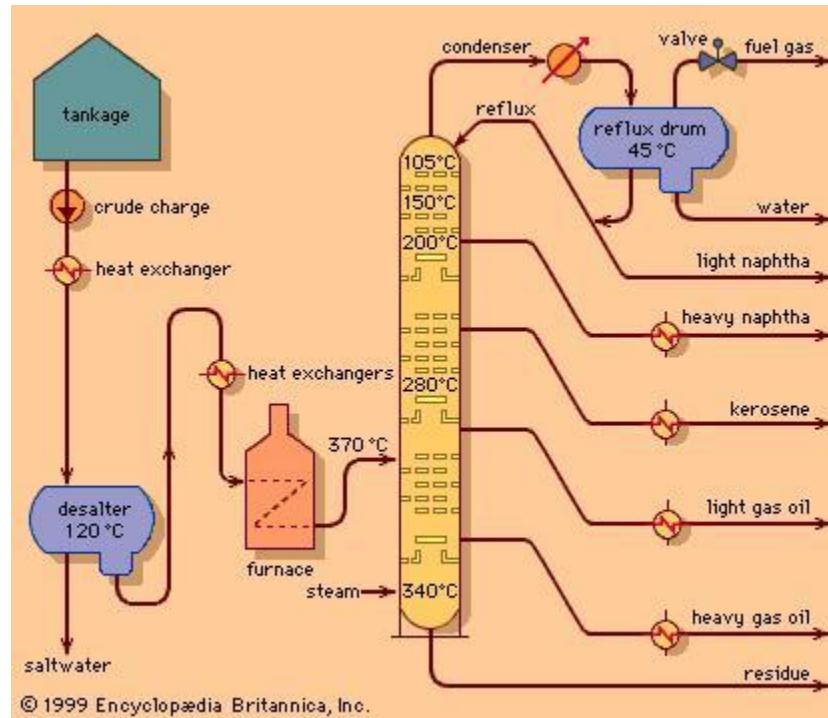 tankage
crude charge
heat exchanger
heat exchangers
desalter
120 °C
saltwater
furnace
370 °C
steam
condenser
reflux
105°C
150°C
200°C
280°C
340°C
valve
fuel gas
reflux drum
45 °C
water
light naphtha
heavy naphtha
kerosene
light gas oil
heavy gas oil
residue
© 1999 Encyclopædia Britannica, Inc.